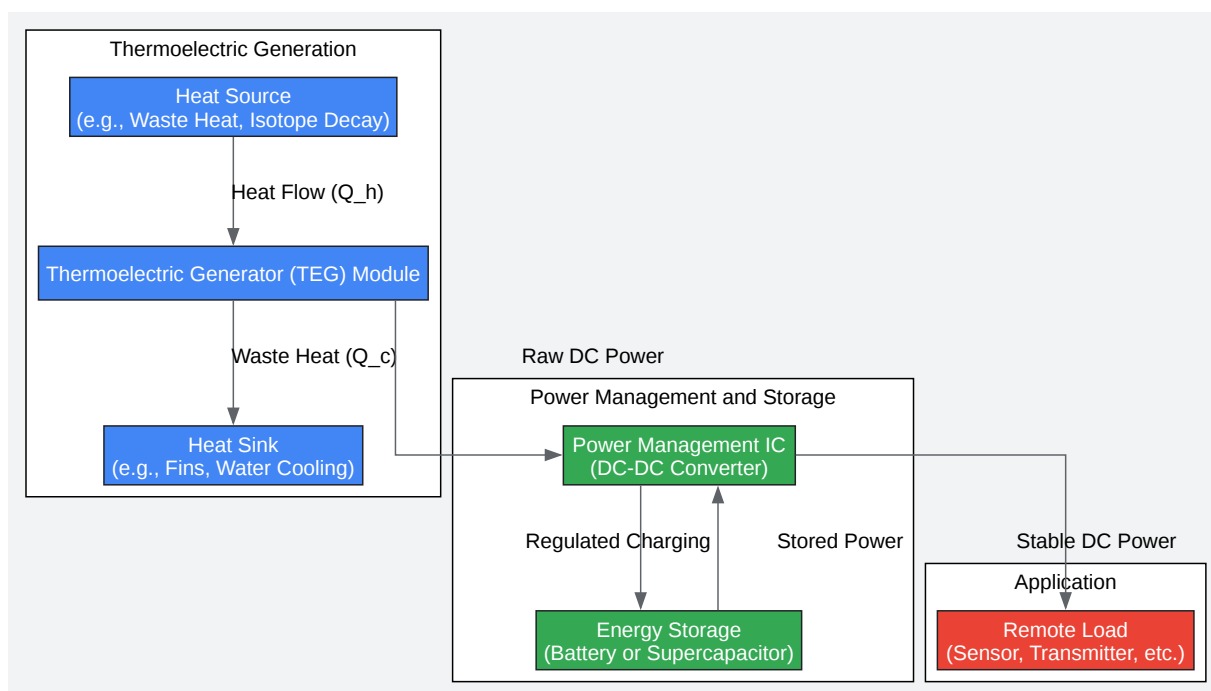 Thermoelectric Generation
Heat Source
(e.g., Waste Heat, Isotope Decay)
Heat Flow (Q_h)
Thermoelectric Generator (TEG) Module
Waste Heat (Q_c)
Heat Sink
(e.g., Fins, Water Cooling)
Raw DC Power
Power Management and Storage
Power Management IC
(DC-DC Converter)
Regulated Charging
Stored Power
Energy Storage
(Battery or Supercapacitor)
Stable DC Power
Application
Remote Load
(Sensor, Transmitter, etc.)